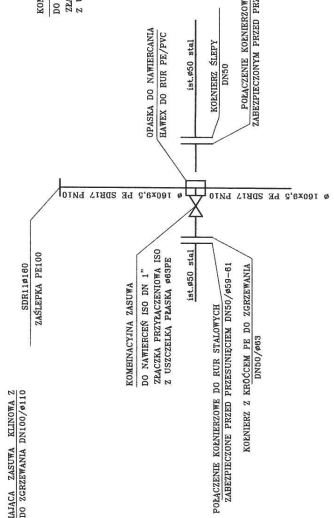 KOŁ
DO
ZŁĄ
Z U
OPASKA DO NAWIERCANIA
HAWEX DO RUR PE/PVC
ist.ø50 stal
KOŁNIERZ ŚLEPY
DN50
POŁĄCZENIE KOŁNIERZOW
ZABEZPIECZONYM PRZED PRZ
SDR11ø160
ZAŚLEPKA PE100
ø 160x9,5 PE SDR17 PN10
ø 160x9,5 PE SDR17 PN10
KOMBINACYJNA ZASUWA
DO NAWIERCEŃ ISO DN 1"
ZŁĄCZKA PRZYŁĄCZENIOWA ISO
Z USZCZELKĄ PŁASKĄ ø63PE
ist.ø50 stal
POŁĄCZENIE KOŁNIERZOWE DO RUR STALOWYCH
ZABEZPIECZONE PRZED PRZESUNIĘCIEM DN50/ø59-61
KOŁNIERZ Z KRÓĆCEM PE DO ZGRZEWANIA
DN50/ø63
AJĄCA ZASUWA KLINOWA Z
DO ZGRZEWANIA DN100/ø110